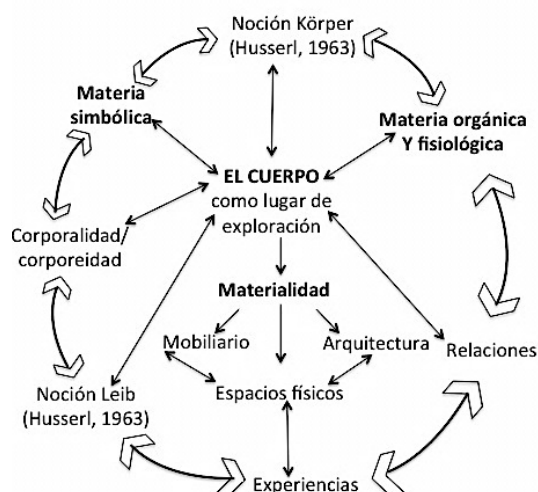 Noción Körper
(Husserl, 1963)
Materia
simbólica
Materia orgánica
Y fisiológica
EL CUERPO
como lugar de
exploración
Corporalidad/
corporeidad
Materialidad
Mobiliario
Arquitectura
Relaciones
Noción Leib
(Husserl, 1963)
Espacios físicos
Experiencias